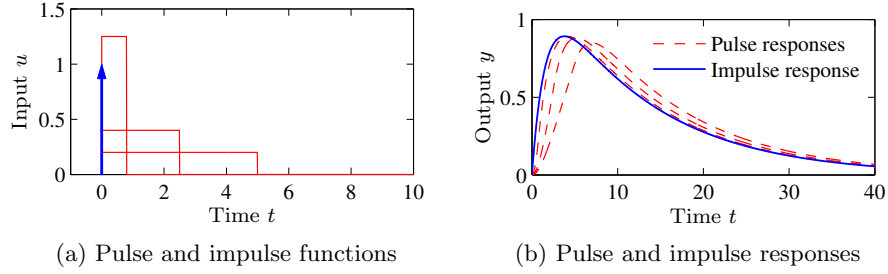 1.5
1
0.5
0
Input u
0 2 4 6 8 10
Time t
(a) Pulse and impulse functions
1
0.5
0
Output y
Pulse responses
Impulse response
0 10 20 30 40
Time t
(b) Pulse and impulse responses